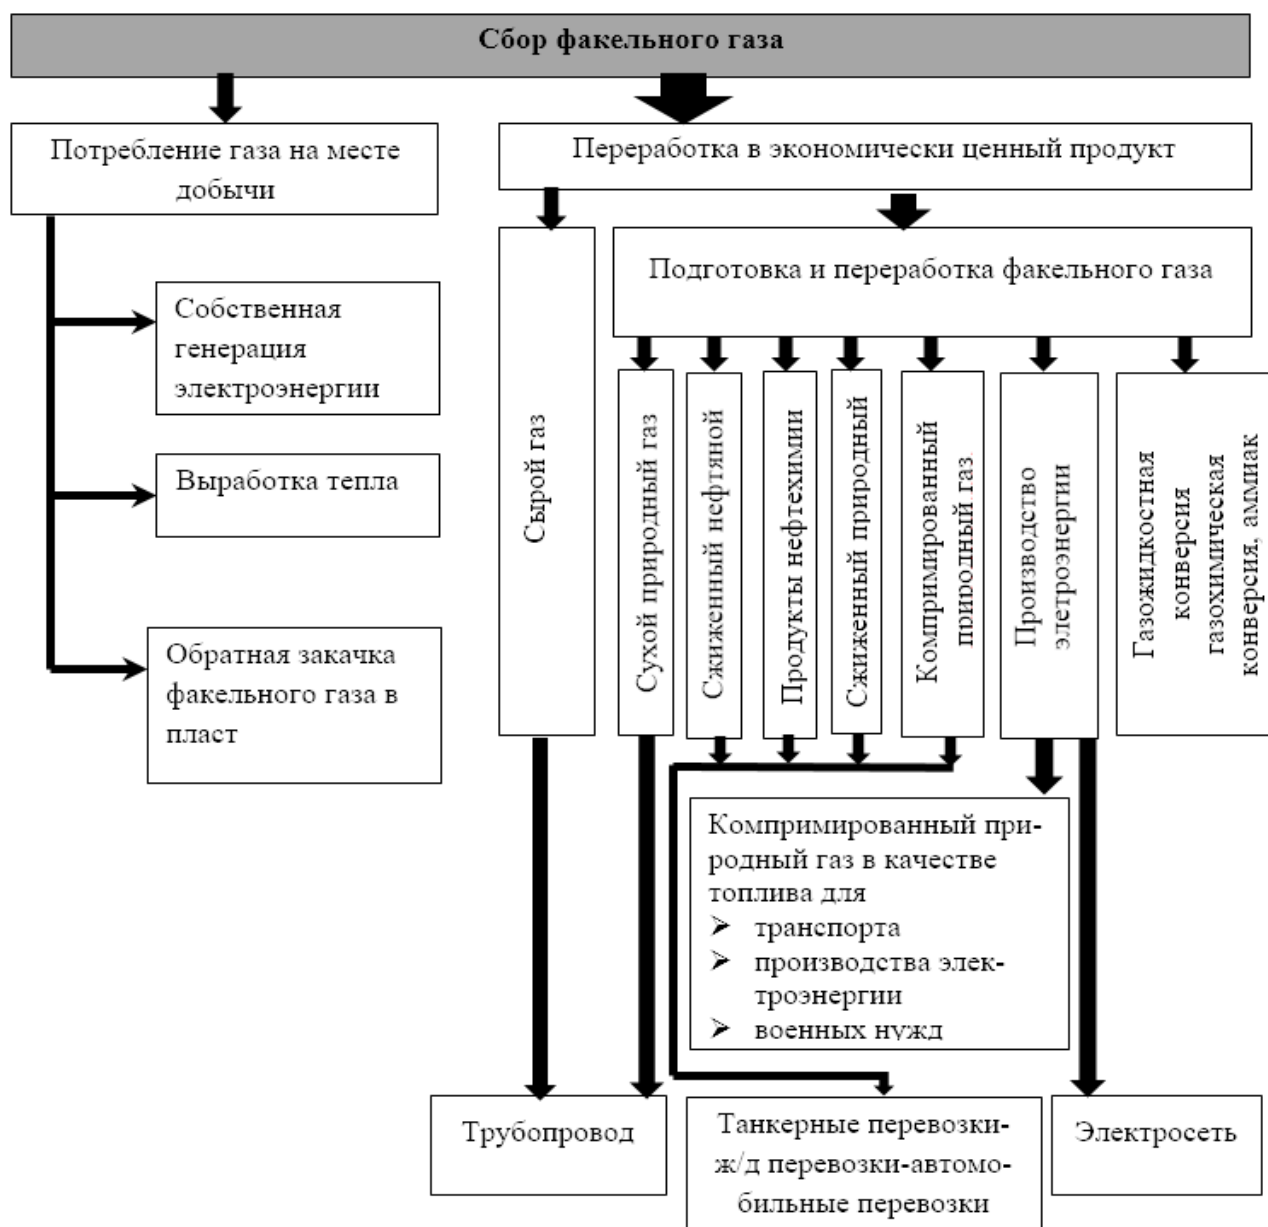 Сбор факельного газа
Потребление газа на месте
добычи
Переработка в экономически ценный продукт
Подготовка и переработка факельного газа
Собственная
генерация
электроэнергии
Выработка тепла
Обратная закачка
факельного газа в
пласт
Сырой газ
Сухой природный газ
Сжиженный нефтяной
Продукты нефтехимии
Сжиженный природный
Компримированный
природный газ
Производство
элетроэнергии
Газожидкостная
конверсия
газохимическая
конверсия, аммиак
Компримированный при-
родный газ в качестве
топлива для
➢ транспорта
➢ производства элек-
троэнергии
➢ военных нужд
Трубопровод
Танкерные перевозки-
ж/д перевозки-автомо-
бильные перевозки
Электросеть